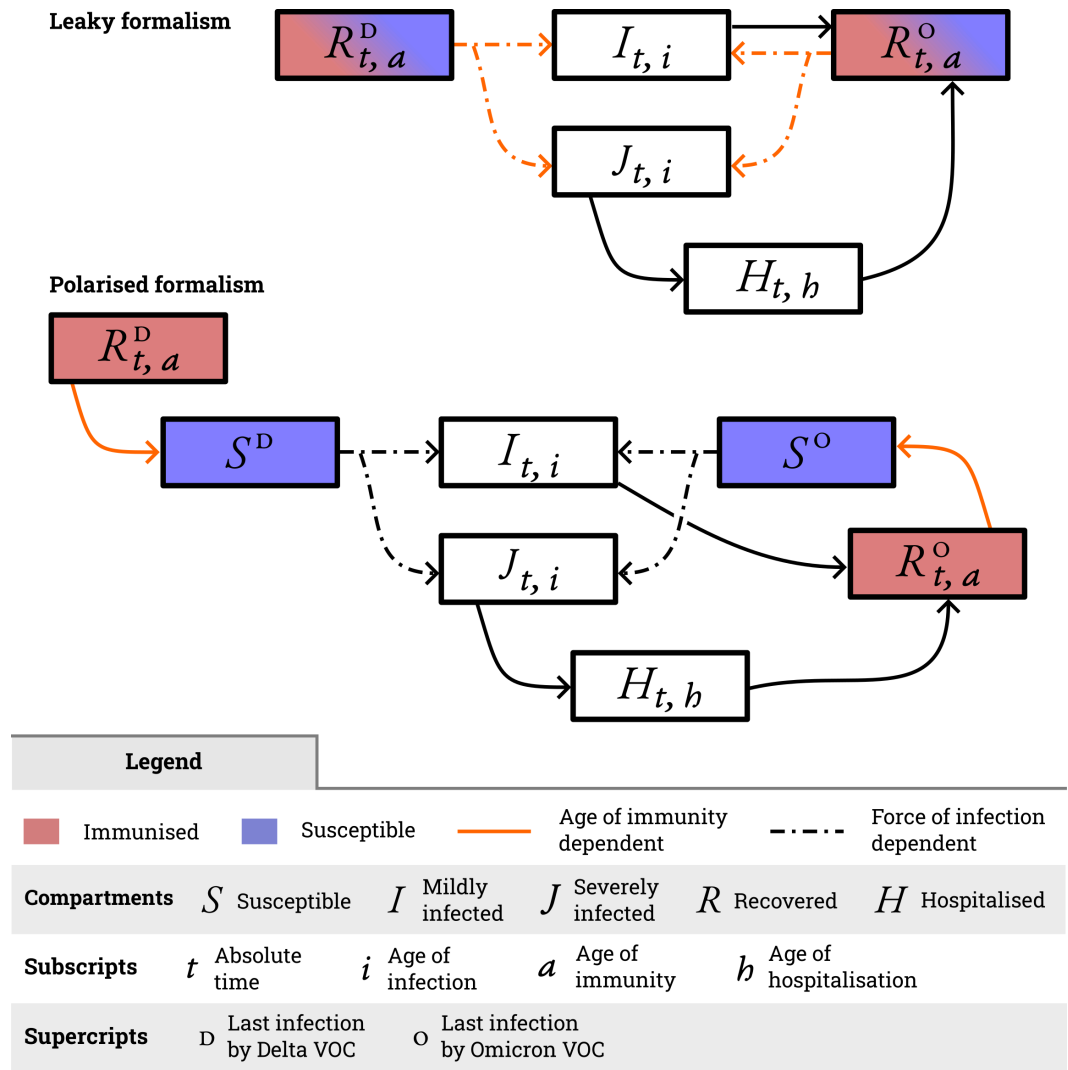 Leaky formalism
R^D_{t, a}
I_{t, i}
R^O_{t, a}
J_{t, i}
H_{t, h}
Polarised formalism
R^D_{t, a}
S^D
I_{t, i}
S^O
J_{t, i}
R^O_{t, a}
H_{t, h}
Legend
Immunised
Susceptible
Age of immunity
dependent
Force of infection
dependent
Compartments
S Susceptible
I Mildly
infected
J Severely
infected
R Recovered
H Hospitalised
Subscripts
t Absolute
time
i Age of
infection
a Age of
immunity
h Age of
hospitalisation
Supercripts
D Last infection
by Delta VOC
O Last infection
by Omicron VOC